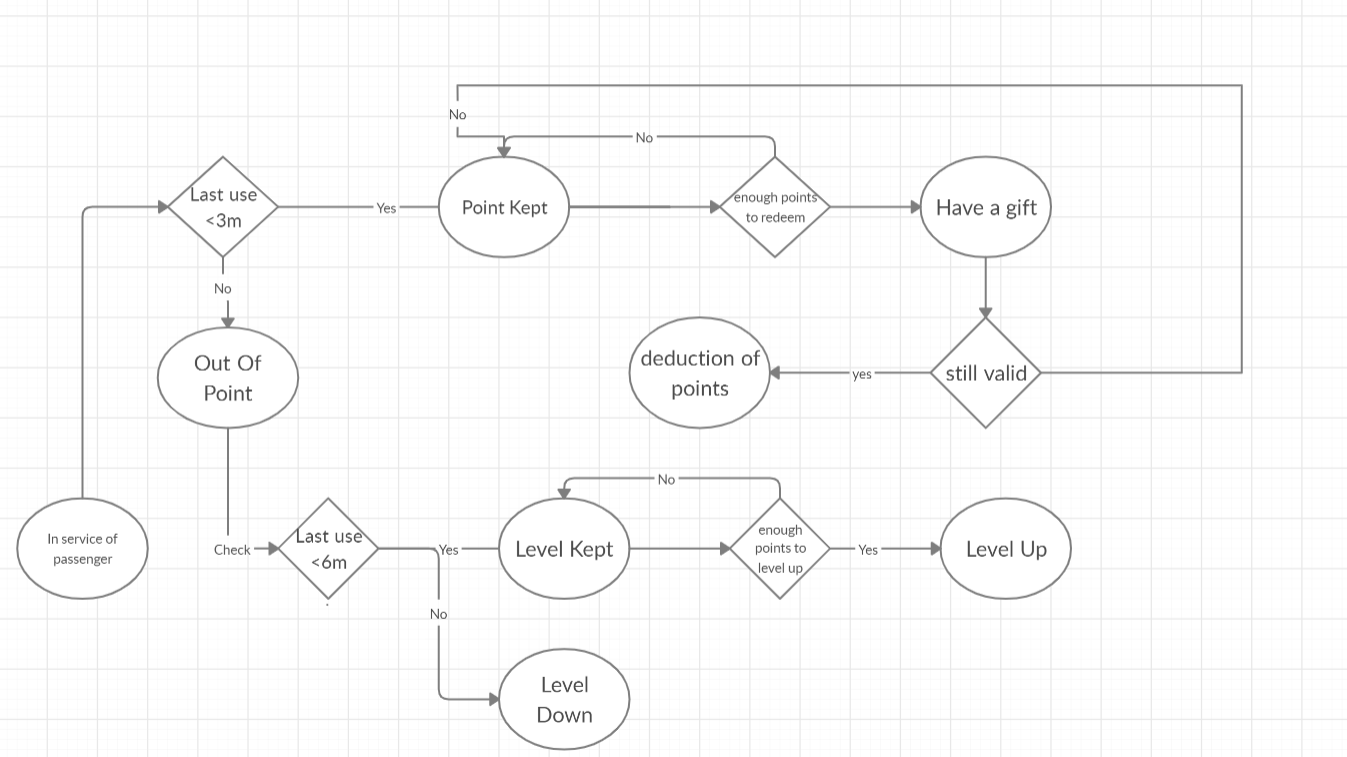 No
No
Last use
<3m
Yes
Point Kept
enough points
to redeem
Have a gift
No
Out Of
Point
deduction of
points
yes
still valid
No
In service of
passenger
Check
Last use
<6m
Yes
Level Kept
enough
points to
level up
Yes
Level Up
No
Level
Down